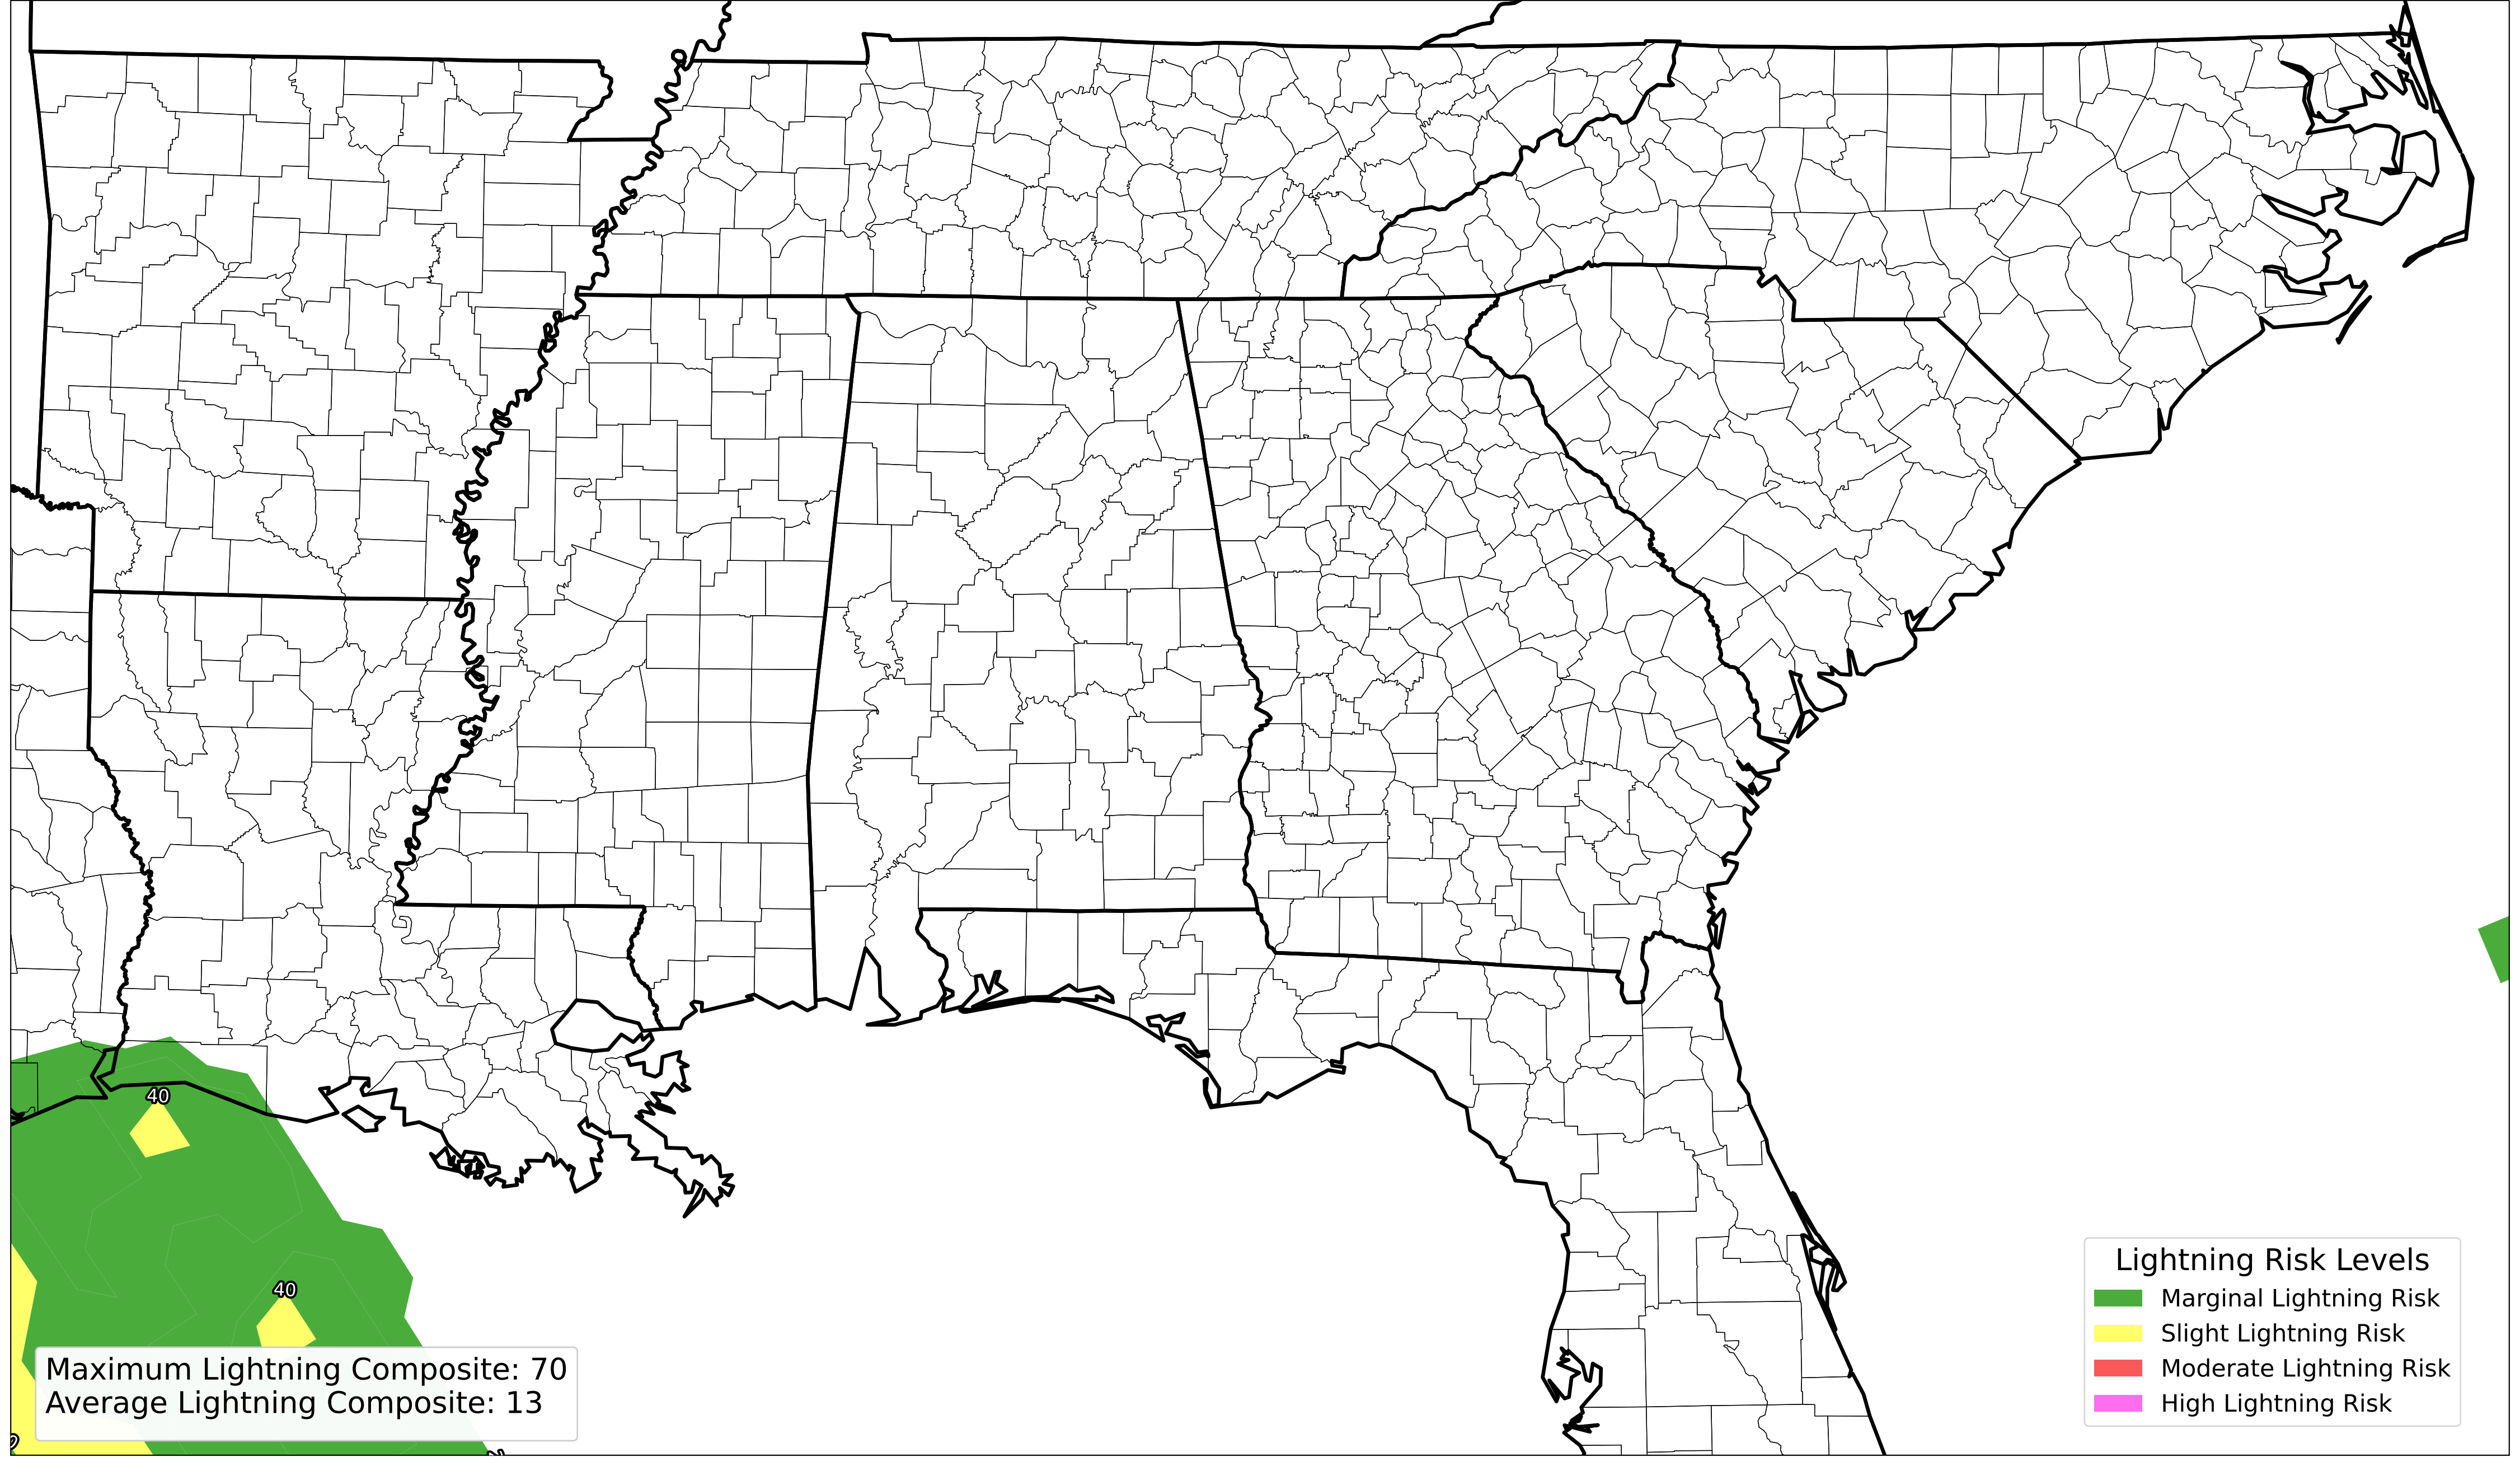 40
40
Maximum Lightning Composite: 70
Average Lightning Composite: 13
Lightning Risk Levels
Marginal Lightning Risk
Slight Lightning Risk
Moderate Lightning Risk
High Lightning Risk